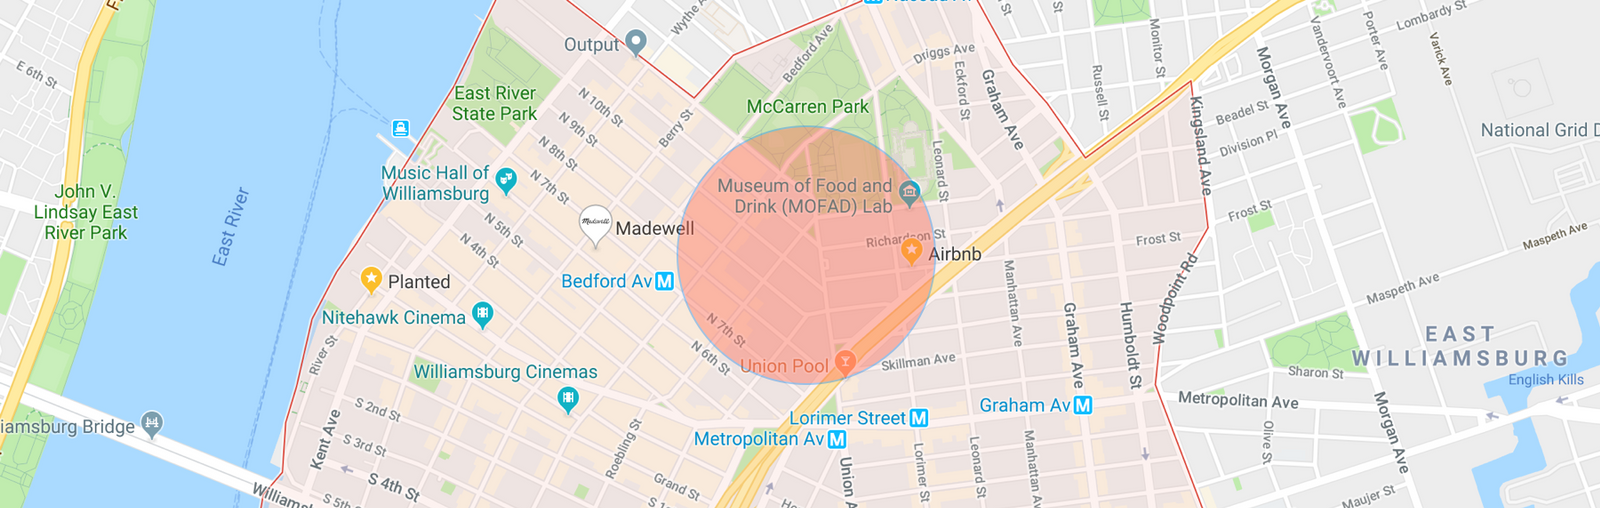 E 6th St
John V.
Lindsay East
River Park
East River
iamsburg Bridge
Williams
Output
Wythe A
East River
State Park
N 10th St
N 9th St
N 8th St
N 7th St
Berry St
Bedford Ave
McCarren Park
Driggs Ave
Eckford St
Graham Ave
Leonard St
Music Hall of
Williamsburg
Madewell
Madewell
N 5th St
N 4th St
Bedford Av M
Planted
Nitehawk Cinema
Williamsburg Cinemas
River St
Kent Ave
S 2nd St
S 3rd St
S 4th St
S 5th St
Roebling St
Grand St
Museum of Food and
Drink (MOFAD) Lab
Richardson St
Airbnb
N 7th St
N 6th St
Union Pool
Skillman Ave
Lorimer Street M
Metropolitan Av M
Graham Av M
Union A
Lorimer St
Leonard St
Manhattan Av
Manhattan Ave
Graham Ave
Humboldt St
Woodpoint Rd
Kingsland Ave
Russell St
Monitor St
Morgan Ave
Vandervoort Ave
Porter Ave
Lombardy St
Varick Ave
Beadel St
Division Pl
National Grid D
Frost St
Frost St
Maspeth Ave
Maspeth Ave
EAST
WILLIAMSBURG
English Kills
Sharon St
Metropolitan Ave
Olive St
Morgan Ave
Maujer St